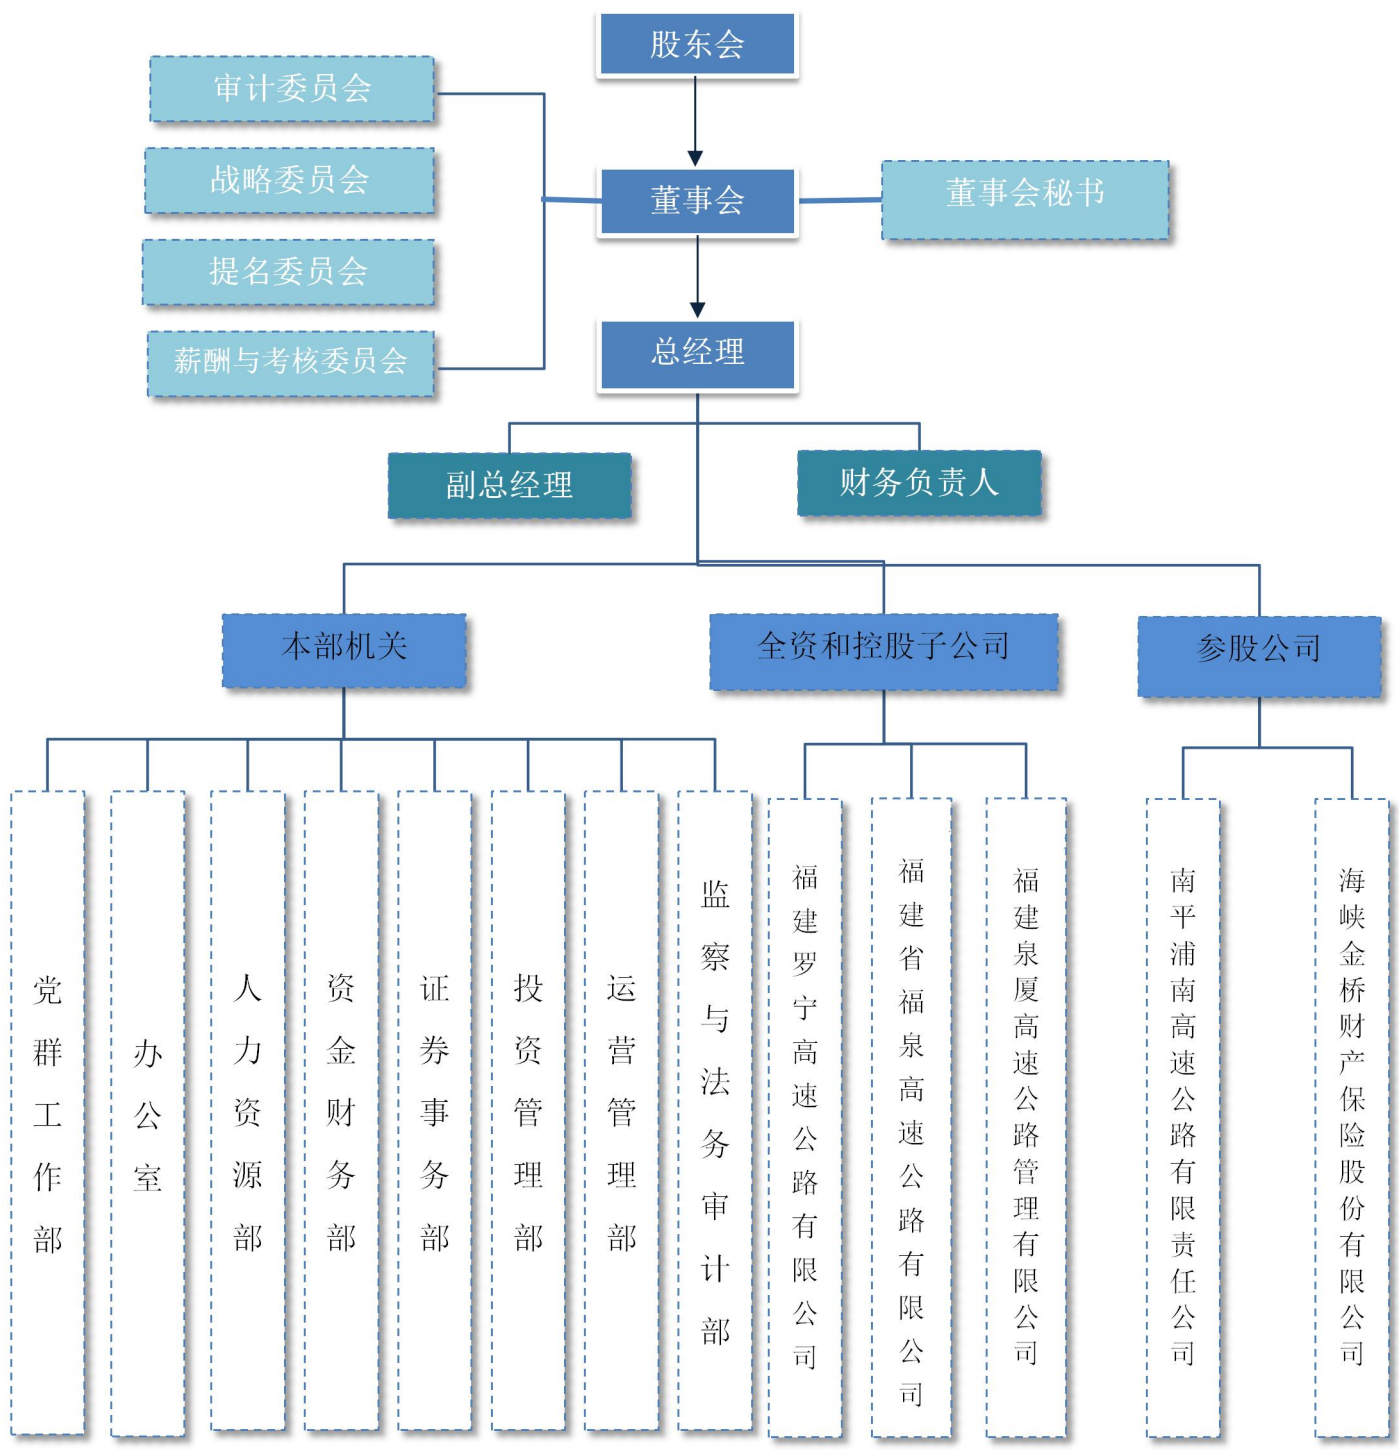 股东会
审计委员会
战略委员会
董事会
董事会秘书
提名委员会
总经理
薪酬与考核委员会
副总经理
财务负责人
本部机关
全资和控股子公司
参股公司
党群工作部
办公室
人力资源部
资金财务部
证券事务部
投资管理部
运营管理部
监察与法务审计部
福建罗宁高速公路有限公司
福建省福泉高速公路有限公司
福建泉厦高速公路管理有限公司
南平浦南高速公路有限责任公司
海峡金桥财产保险股份有限公司